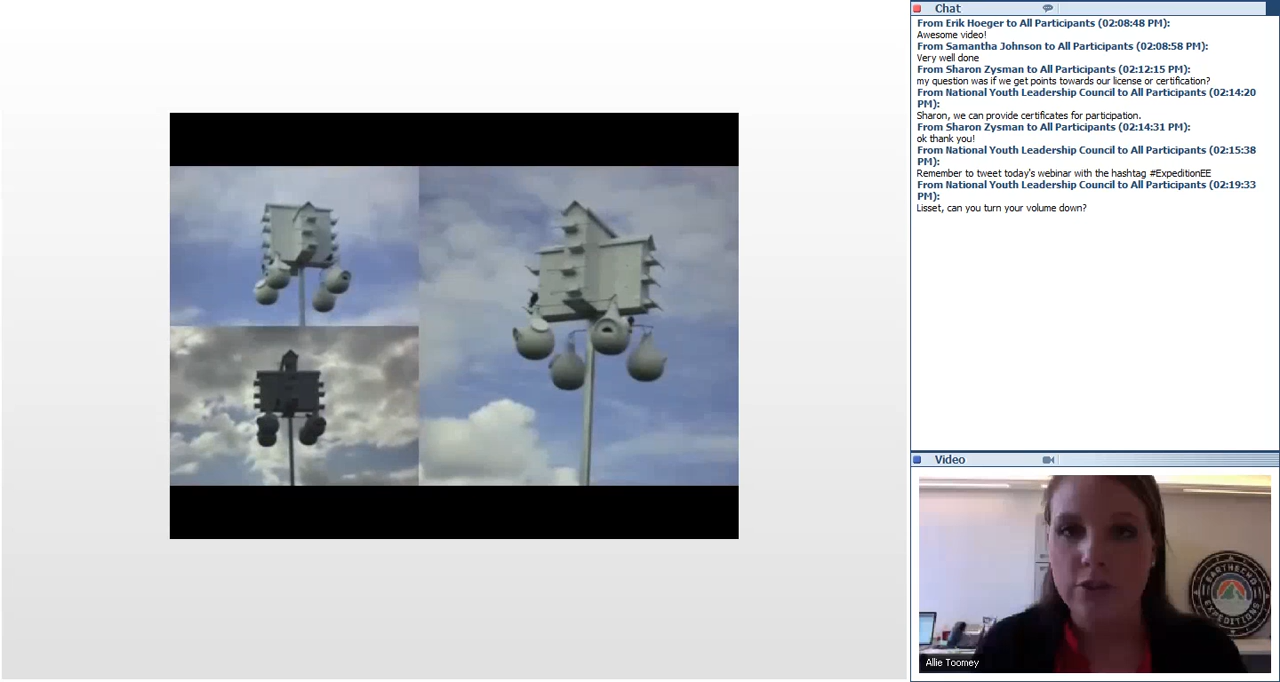 Chat
From Erik Hoeger to All Participants (02:08:48 PM):
Awesome video!
From Samantha Johnson to All Participants (02:08:58 PM):
Very well done
From Sharon Zysman to All Participants (02:12:15 PM):
my question was if we get points towards our license or certification?
From National Youth Leadership Council to All Participants (02:14:20
PM):
Sharon, we can provide certificates for participation.
From Sharon Zysman to All Participants (02:14:31 PM):
ok thank you!
From National Youth Leadership Council to All Participants (02:15:38
PM):
Remember to tweet today's webinar with the hashtag #ExpeditionEE
From National Youth Leadership Council to All Participants (02:19:33
PM):
Lisset, can you turn your volume down?
Video
EARTHECHO
EXPEDITIONS
Allie Toomey